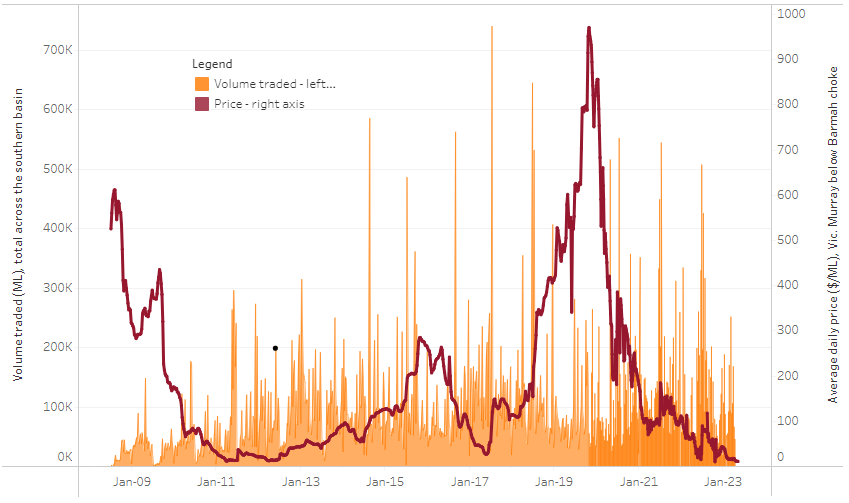 1000
900
800
700
600
500
400
300
200
100
0
700K
600K
500K
400K
300K
200K
100K
0K
Legend
Volume traded - left...
Price - right axis
Volume traded (ML), total across the southern basin
Average daily price ($/ML), Vic. Murray below Barmah choke
Jan-09 Jan-11 Jan-13 Jan-15 Jan-17 Jan-19 Jan-21 Jan-23